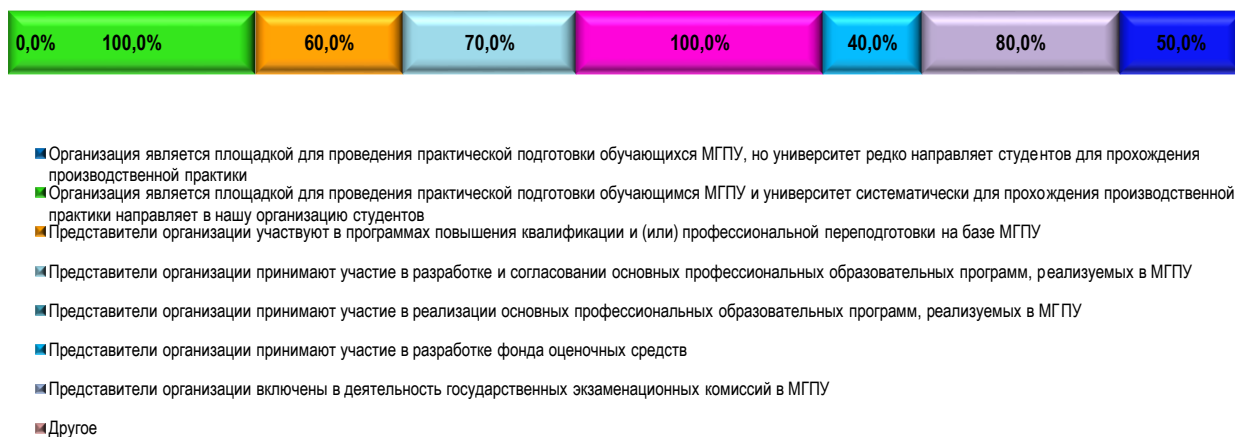 0,0% 100,0% 60,0% 70,0% 100,0% 40,0% 80,0% 50,0%
Организация является площадкой для проведения практической подготовки обучающихся МГПУ, но университет редко направляет студентов для прохождения
производственной практики
Организация является площадкой для проведения практической подготовки обучающимся МГПУ и университет систематически для прохождения производственной
практики направляет в нашу организацию студентов
Представители организации участвуют в программах повышения квалификации и (или) профессиональной переподготовки на базе МГПУ
Представители организации принимают участие в разработке и согласовании основных профессиональных образовательных программ, реализуемых в МГПУ
Представители организации принимают участие в реализации основных профессиональных образовательных программ, реализуемых в МГПУ
Представители организации принимают участие в разработке фонда оценочных средств
Представители организации включены в деятельность государственных экзаменационных комиссий в МГПУ
Другое